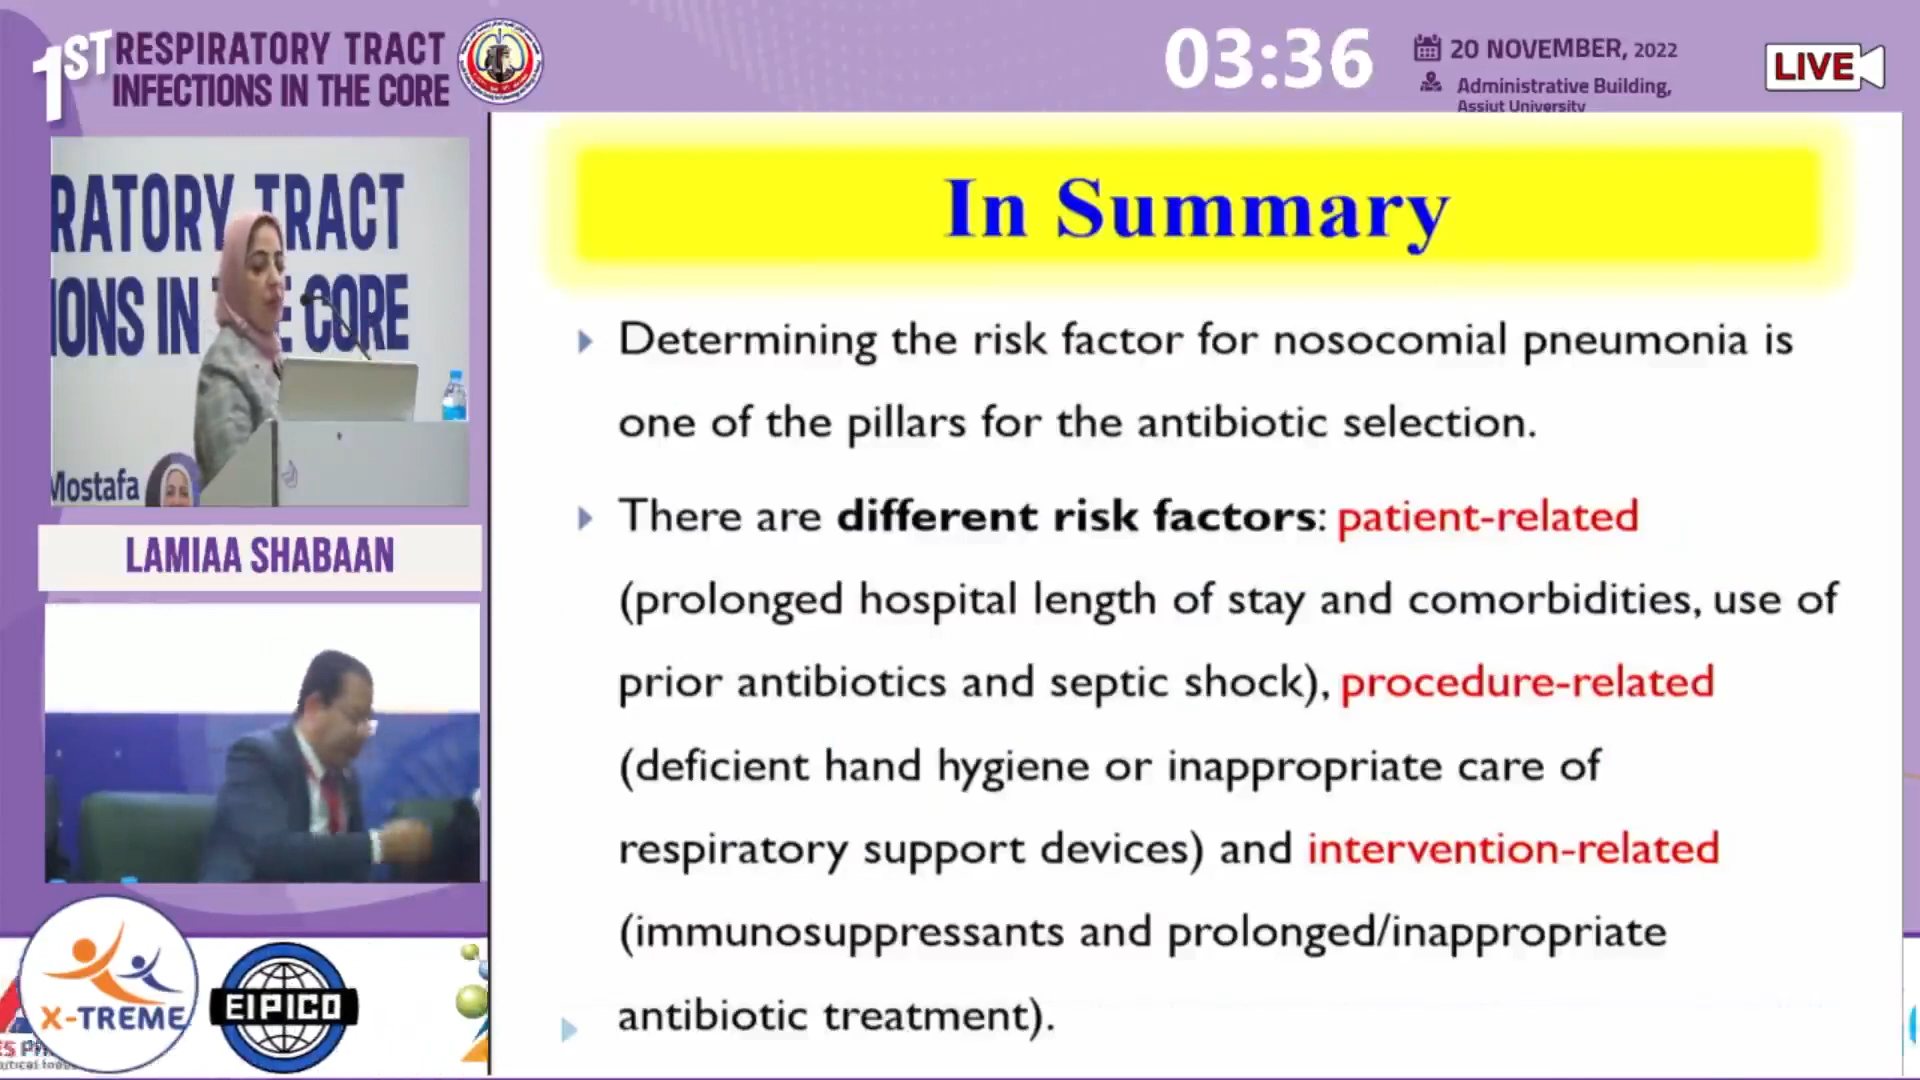 1ST RESPIRATORY TRACT
INFECTIONS IN THE CORE
03:36
20 NOVEMBER, 2022
Administrative Building,
Assiut University
LIVE
RATORY TRACT
IONS IN THE CORE
Mostafa
LAMIAA SHABAAN
X-TREME
EIPICO
In Summary
Determining the risk factor for nosocomial pneumonia is
one of the pillars for the antibiotic selection.
There are different risk factors: patient-related
(prolonged hospital length of stay and comorbidities, use of
prior antibiotics and septic shock), procedure-related
(deficient hand hygiene or inappropriate care of
respiratory support devices) and intervention-related
(immunosuppressants and prolonged/inappropriate
antibiotic treatment).